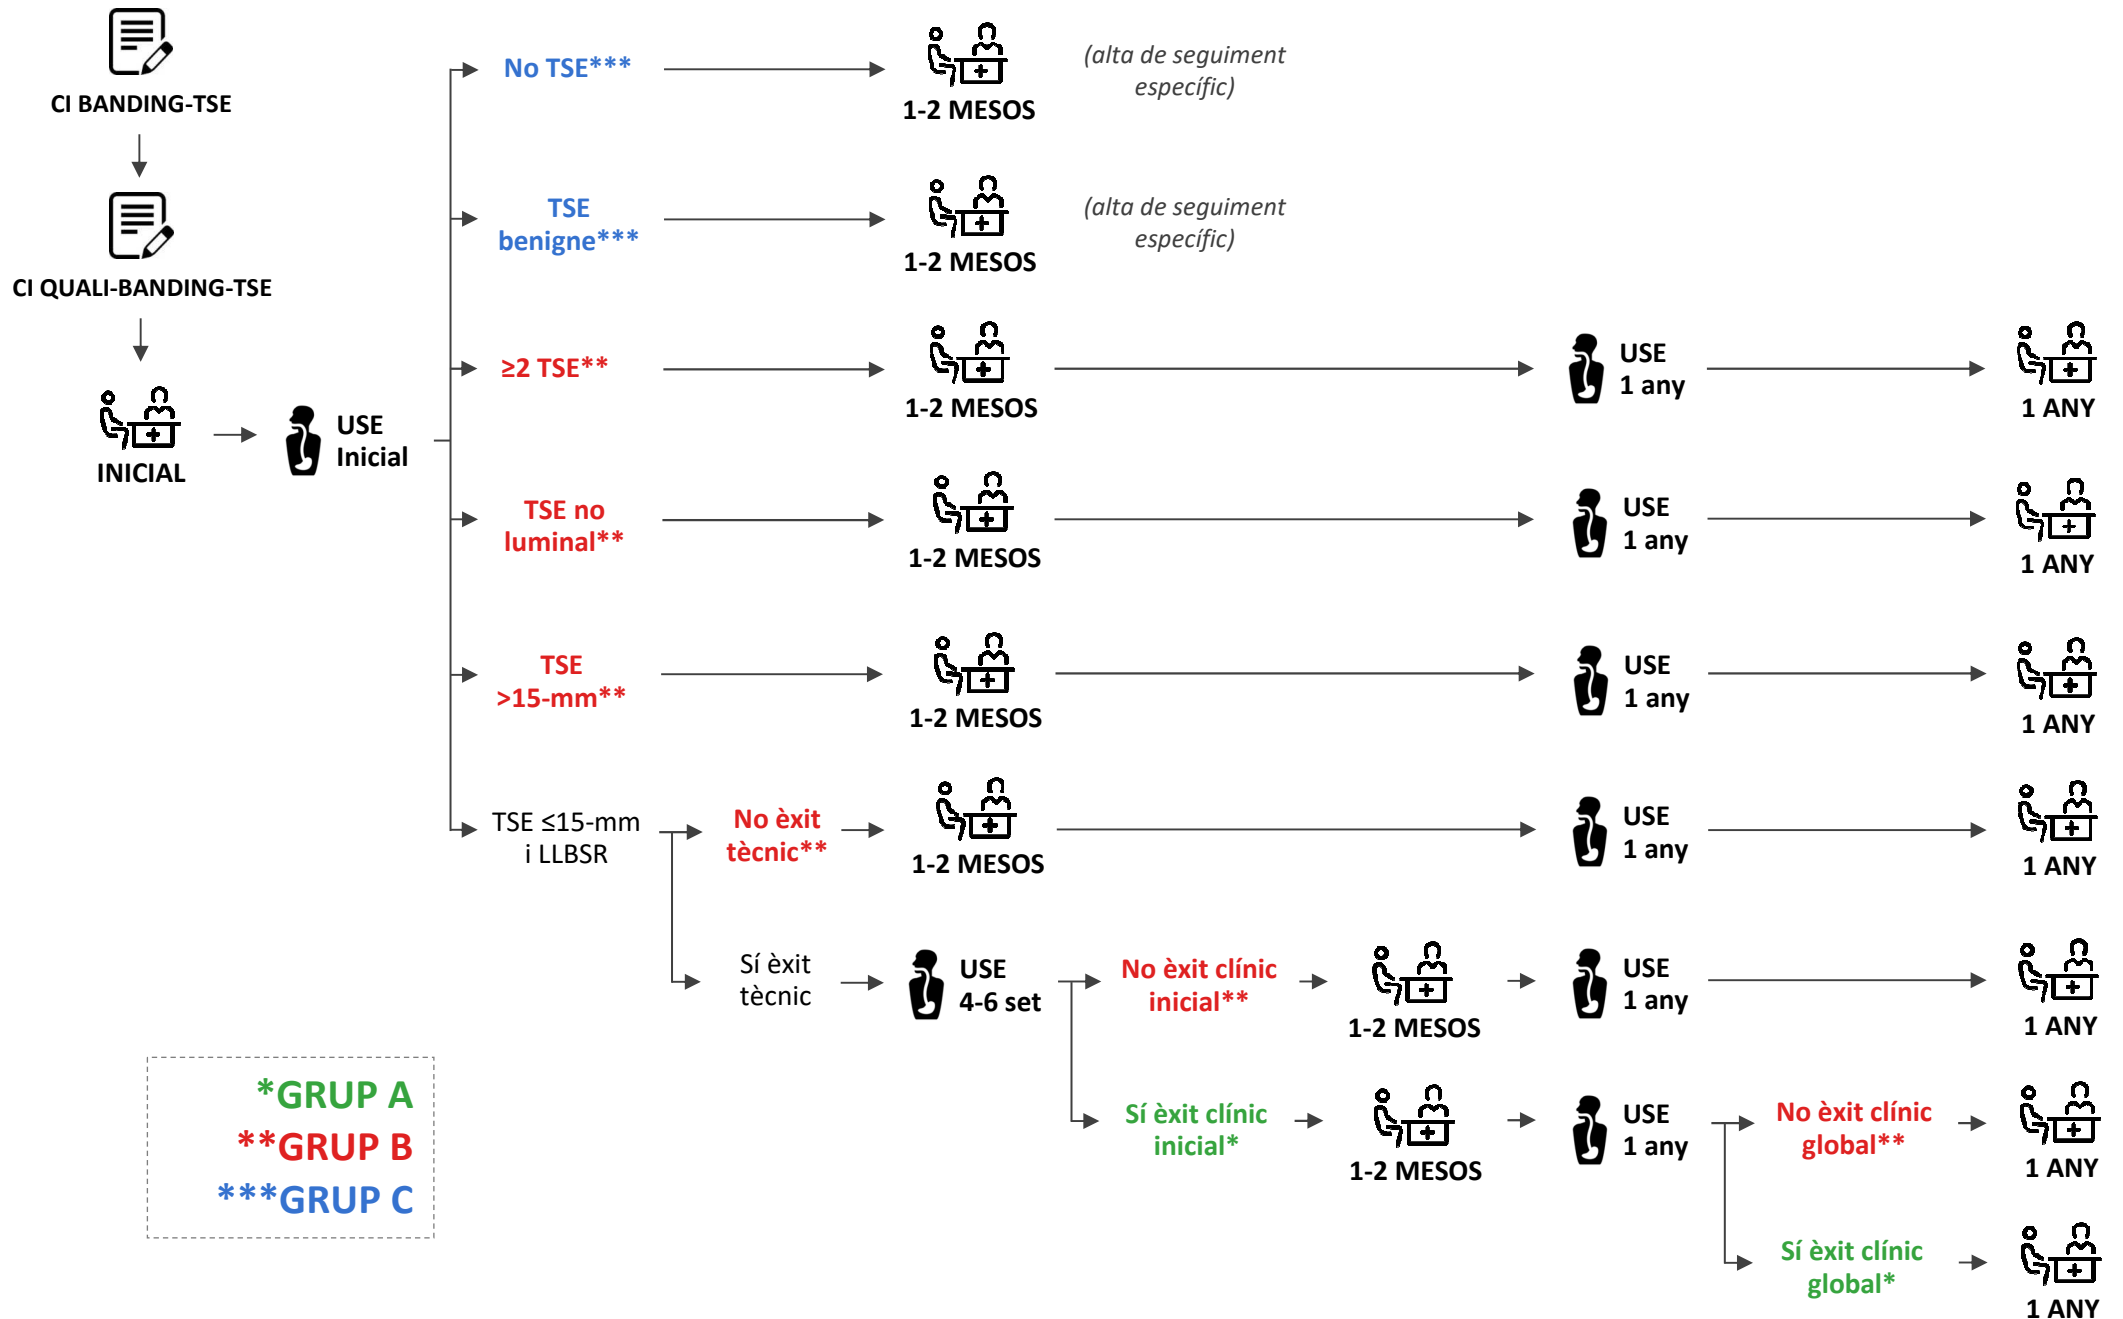 CI BANDING-TSE
CI QUALI-BANDING-TSE
INICIAL
USE
Inicial
No TSE***
1-2 MESOS
(alta de seguiment
específic)
TSE
benigne***
1-2 MESOS
(alta de seguiment
específic)
≥2 TSE**
1-2 MESOS
USE
1 any
1 ANY
TSE no
luminal**
1-2 MESOS
USE
1 any
1 ANY
TSE
>15-mm**
1-2 MESOS
USE
1 any
1 ANY
TSE ≤15-mm
i LLBSR
No èxit
tècnic**
1-2 MESOS
USE
1 any
1 ANY
Sí èxit
tècnic
USE
4-6 set
No èxit clínic
inicial**
1-2 MESOS
USE
1 any
1 ANY
Sí èxit clínic
inicial*
1-2 MESOS
USE
1 any
No èxit clínic
global**
1 ANY
Sí èxit clínic
global*
1 ANY
*GRUP A
**GRUP B
***GRUP C